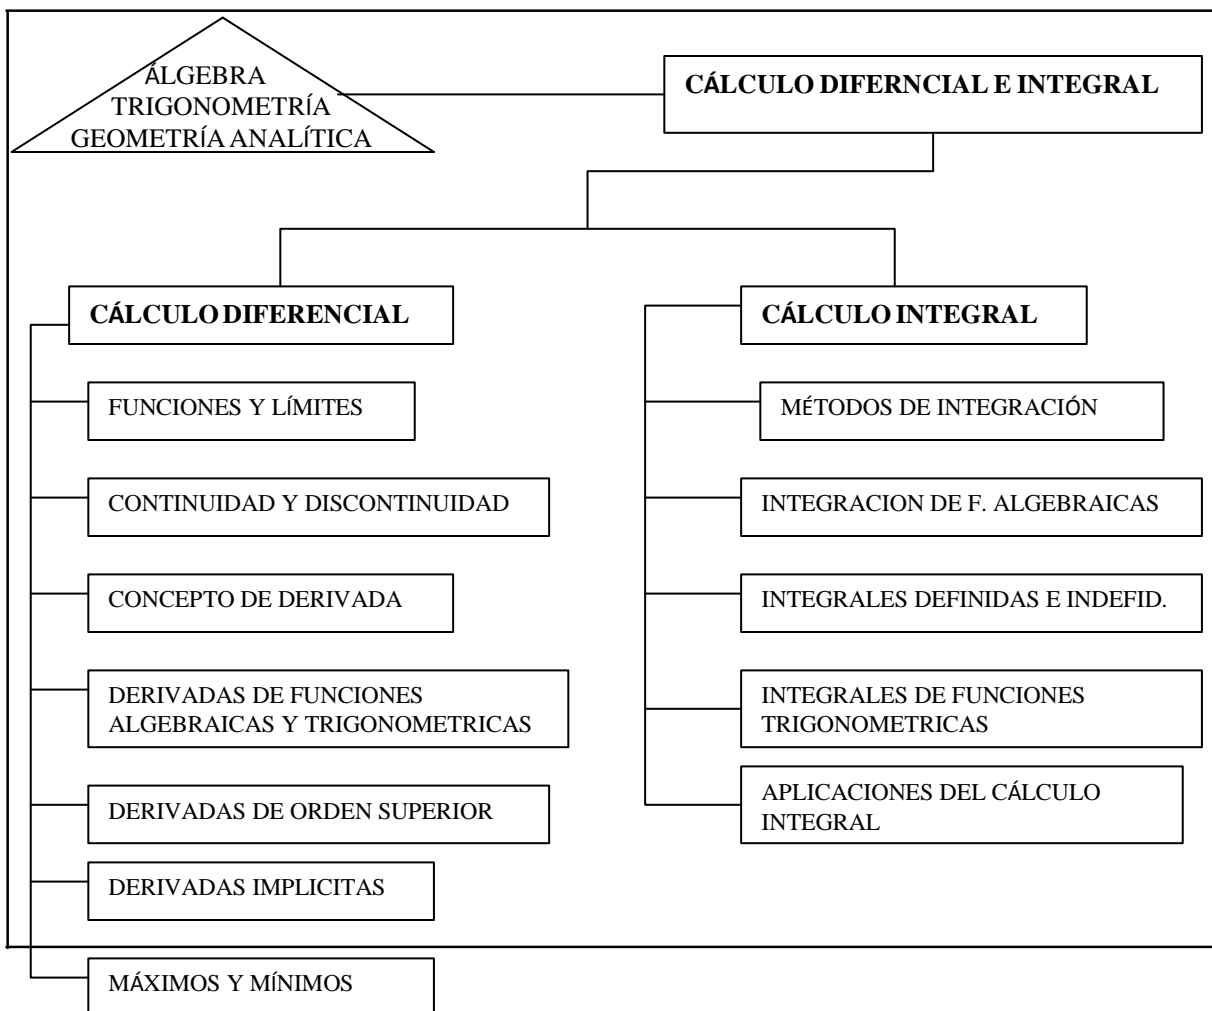 ÁLGEBRA
TRIGONOMETRÍA
GEOMETRÍA ANALÍTICA
CÁLCULO DIFERNCIAL E INTEGRAL
CÁLCULO DIFERENCIAL
FUNCIONES Y LÍMITES
CONTINUIDAD Y DISCONTINUIDAD
CONCEPTO DE DERIVADA
DERIVADAS DE FUNCIONES
ALGEBRAICAS Y TRIGONOMETRICAS
DERIVADAS DE ORDEN SUPERIOR
DERIVADAS IMPLICITAS
MÁXIMOS Y MÍNIMOS
CÁLCULO INTEGRAL
MÉTODOS DE INTEGRACIÓN
INTEGRACION DE F. ALGEBRAICAS
INTEGRALES DEFINIDAS E INDEFID.
INTEGRALES DE FUNCIONES
TRIGONOMETRICAS
APLICACIONES DEL CÁLCULO
INTEGRAL